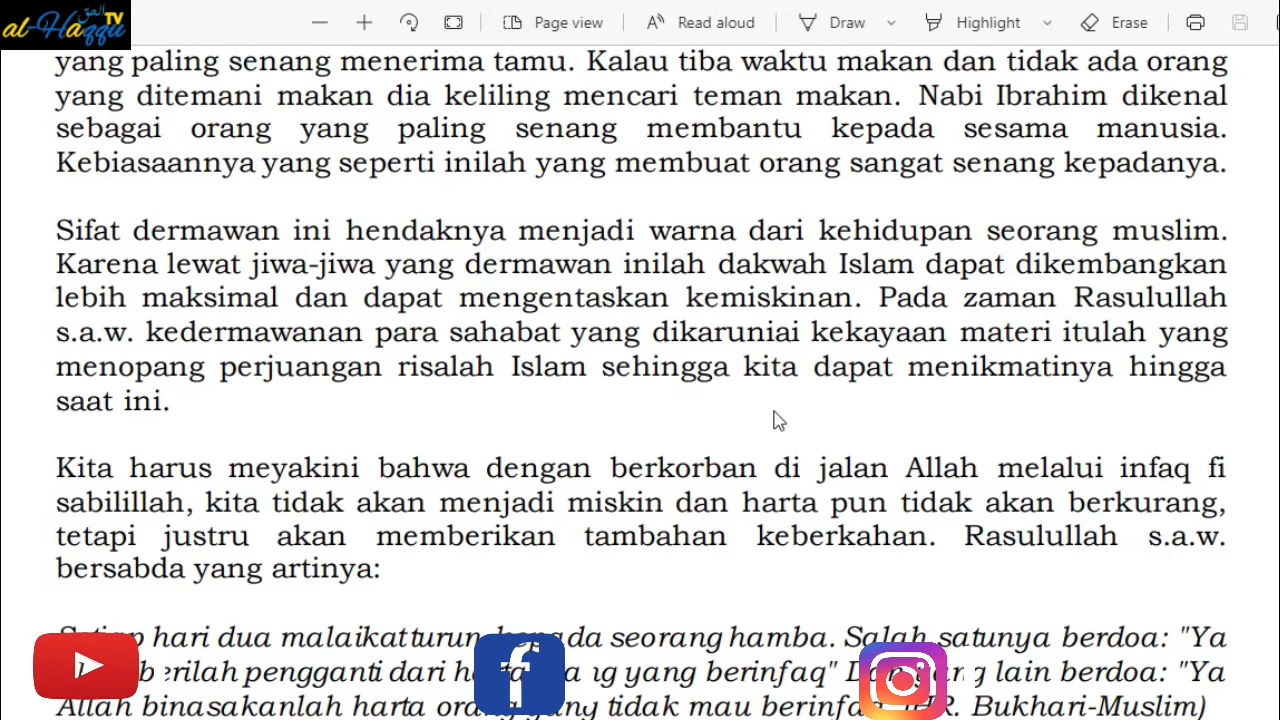 الحق
al-Haqqu TV
Page view
Read aloud
Draw
Highlight
Erase
yang paling senang menerima tamu. Kalau tiba waktu makan dan tidak ada orang
yang ditemani makan dia keliling mencari teman makan. Nabi Ibrahim dikenal
sebagai orang yang paling senang membantu kepada sesama manusia.
Kebiasaannya yang seperti inilah yang membuat orang sangat senang kepadanya.
Sifat dermawan ini hendaknya menjadi warna dari kehidupan seorang muslim.
Karena lewat jiwa-jiwa yang dermawan inilah dakwah Islam dapat dikembangkan
lebih maksimal dan dapat mengentaskan kemiskinan. Pada zaman Rasulullah
s.a.w. kedermawanan para sahabat yang dikaruniai kekayaan materi itulah yang
menopang perjuangan risalah Islam sehingga kita dapat menikmatinya hingga
saat ini.
Kita harus meyakini bahwa dengan berkorban di jalan Allah melalui infaq fi
sabilillah, kita tidak akan menjadi miskin dan harta pun tidak akan berkurang,
tetapi justru akan memberikan tambahan keberkahan. Rasulullah s.a.w.
bersabda yang artinya:
hari dua malaikat turun kepada seorang hamba. Salah satunya berdoa: "Ya
pengganti dari yang berinfaq" lain berdoa: "Ya
Allah binasakanlah harta orang yang tidak mau berinfaq" Bukhari-Muslim)